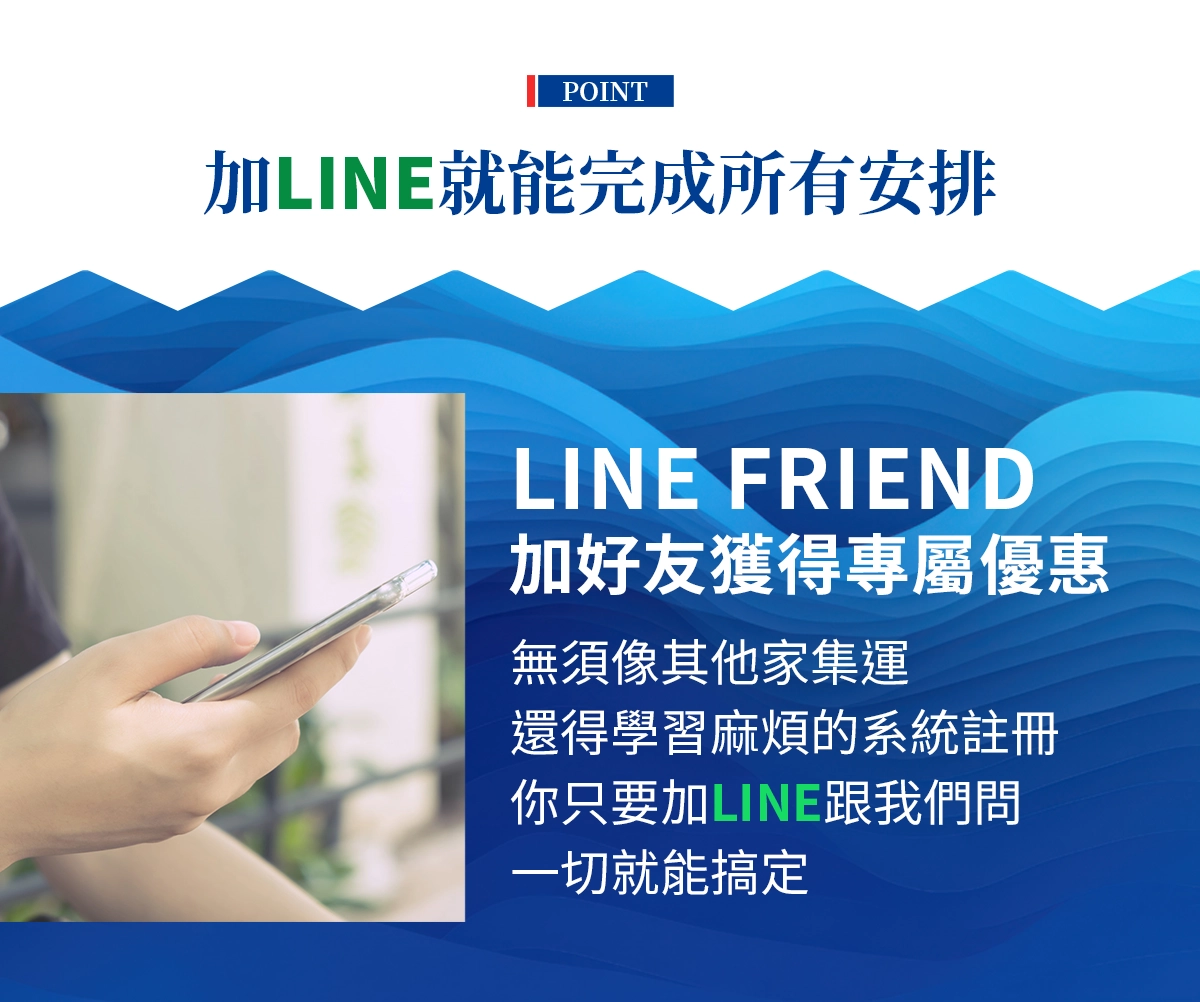 POINT
加LINE就能完成所有安排
LINE FRIEND
加好友獲得專屬優惠
無須像其他家集運
還得學習麻煩的系統註冊
你只要加LINE跟我們問
一切就能搞定